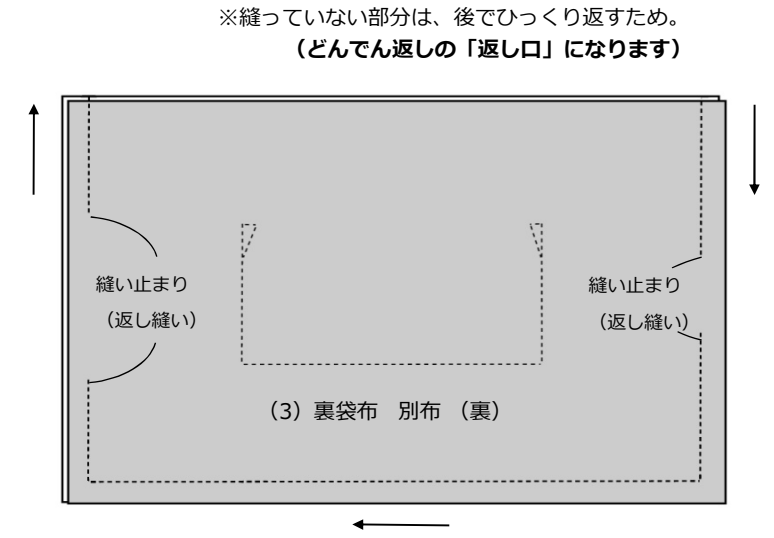 ※縫っていない部分は、後でひっくり返すため。
（どんでん返しの「返し口」になります）
縫い止まり
（返し縫い）
縫い止まり
（返し縫い）
（3）裏袋布　別布　（裏）